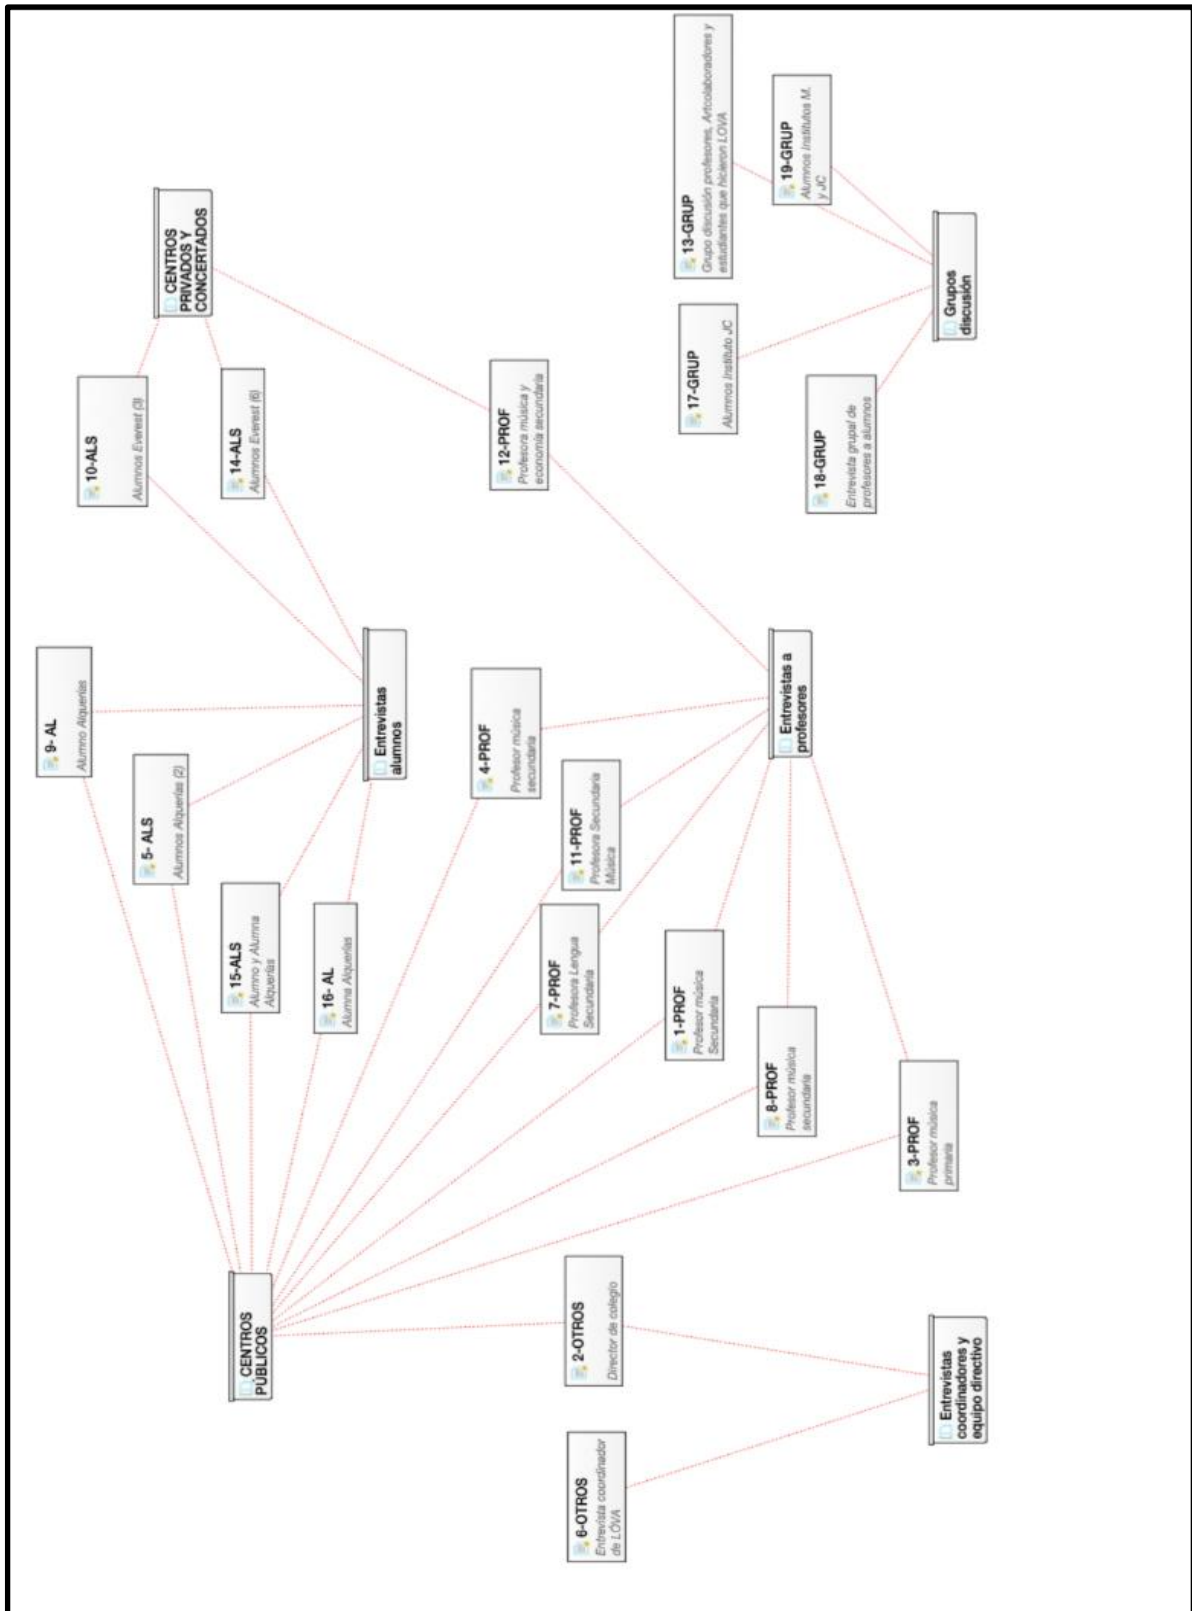 9- AL
Alumno Alquerías
10-ALS
Alumnos Everest (3)
5- ALS
Alumnos Alquerías (2)
CENTROS
PRIVADOS Y
CONCERTADOS
CENTROS
PÚBLICOS
15-ALS
Alumno y Alumna
Alquerías
14-ALS
Alumnos Everest (6)
16- AL
Alumna Alquerías
Entrevistas
alumnos
4-PROF
Profesor música
secundaria
12-PROF
Profesora música y
economía secundaria
6-OTROS
Entrevista coordinador
de LÓVA
2-OTROS
Director de colegio
7-PROF
Profesora Lengua
Secundaria
11-PROF
Profesora Secundaria
Música
1-PROF
Profesor música
Secundaria
17-GRUP
Alumnos Instituto JC
13-GRUP
Grupo discusión profesores, Artcolaboradores y
estudiantes que hicieron LÓVA
8-PROF
Profesor música
secundaria
Entrevistas a
profesores
18-GRUP
Entrevista grupal de
profesores a alumnos
19-GRUP
Alumnos Institutos M.
y JC
3-PROF
Profesor música
primaria
Entrevistas
coordinadores y
equipo directivo
Grupos
discusión